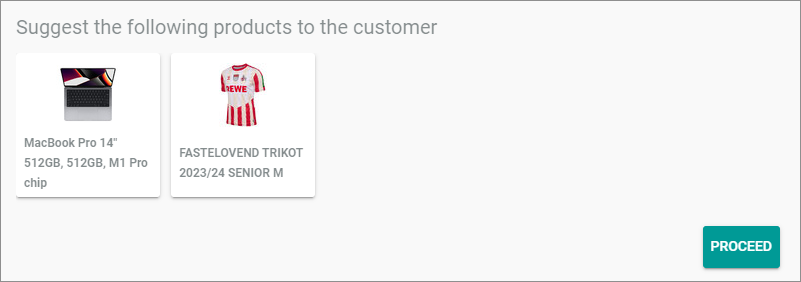 Suggest the following products to the customer
MacBook Pro 14"
512GB, 512GB, M1 Pro
chip
REWE
FASTELOVEND TRIKOT
2023/24 SENIOR M
PROCEED